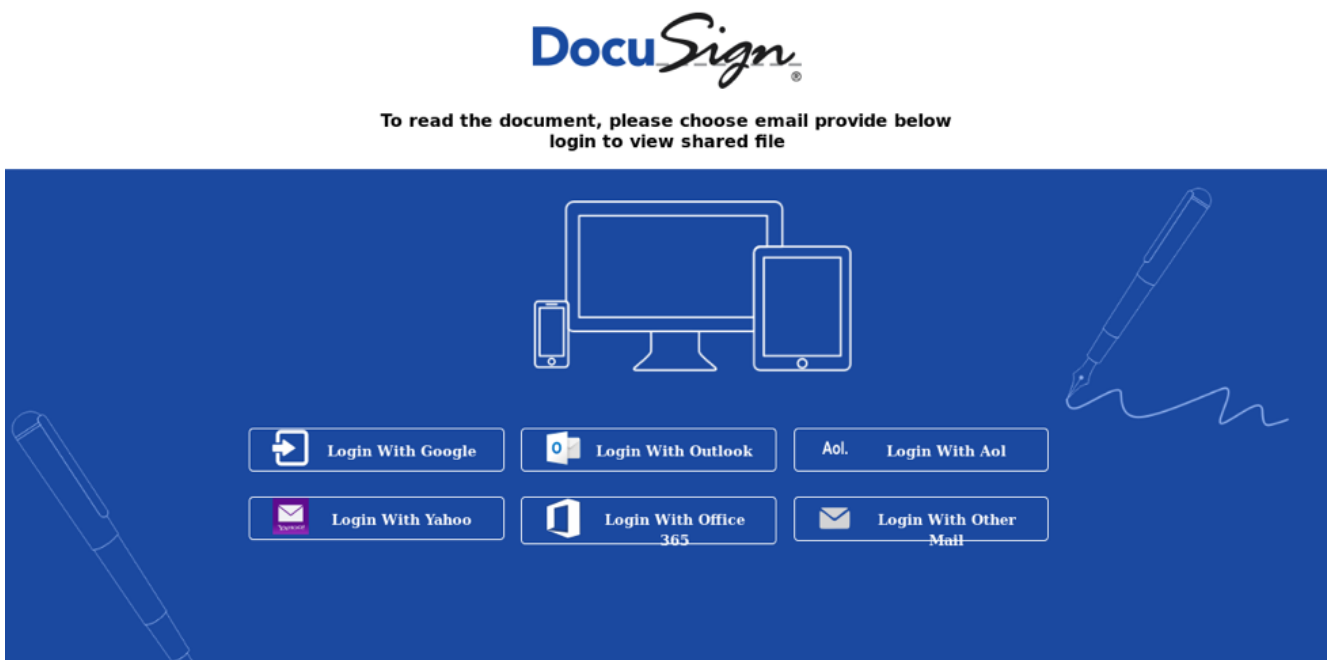 DocuSign®
To read the document, please choose email provide below
login to view shared file
Login With Google
Login With Outlook
Aol. Login With Aol
Yahoo!
Login With Yahoo
Login With Office
365
Login With Other
Mail